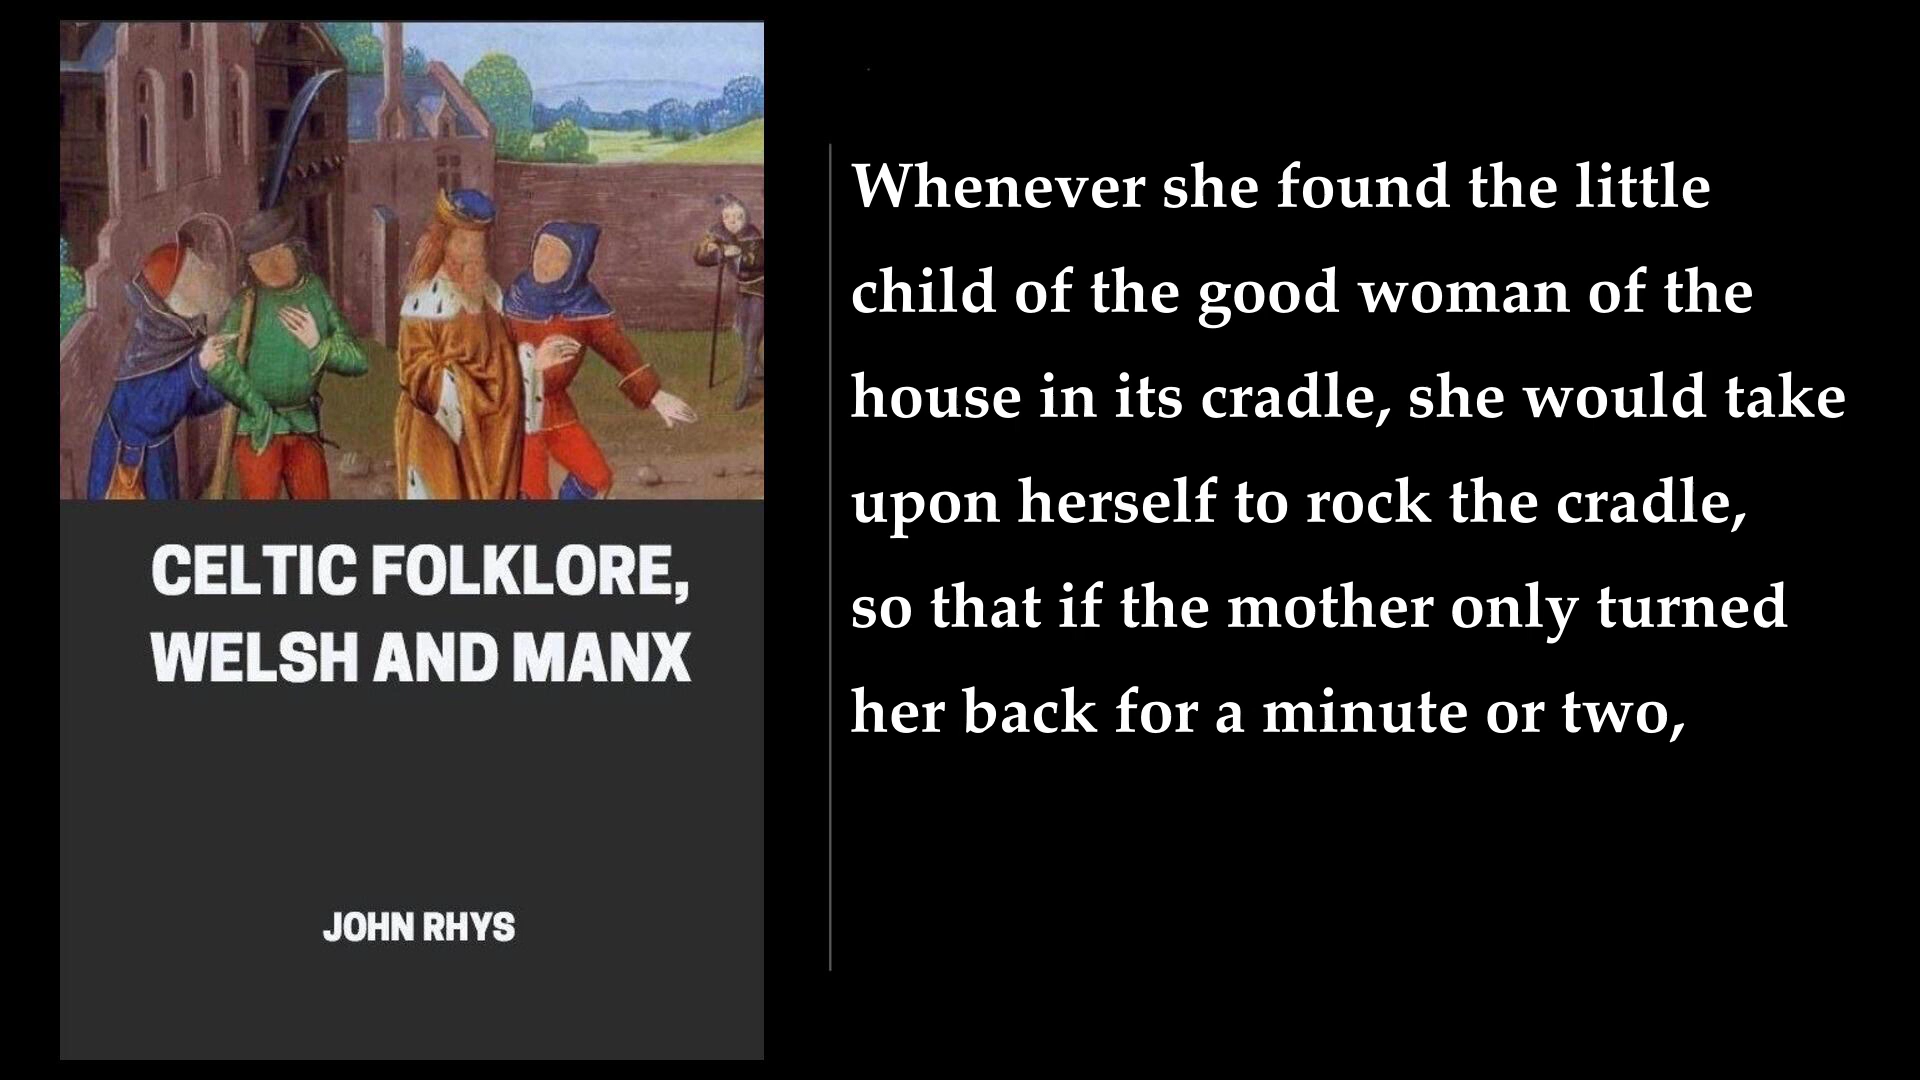 CELTIC FOLKLORE,
WELSH AND MANX
JOHN RHYS
Whenever she found the little
child of the good woman of the
house in its cradle, she would take
upon herself to rock the cradle,
so that if the mother only turned
her back for a minute or two,